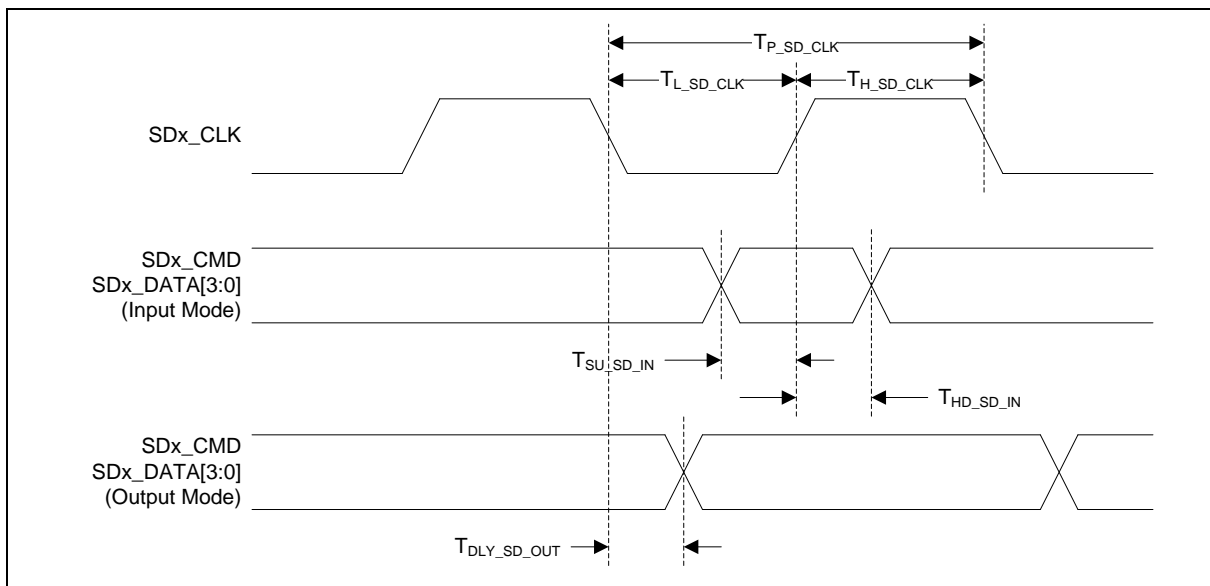 T_P_SD_CLK
T_L_SD_CLK
T_H_SD_CLK
SDx_CLK
SDx_CMD
SDx_DATA[3:0]
(Input Mode)
T_SU_SD_IN
T_HD_SD_IN
SDx_CMD
SDx_DATA[3:0]
(Output Mode)
T_DLY_SD_OUT